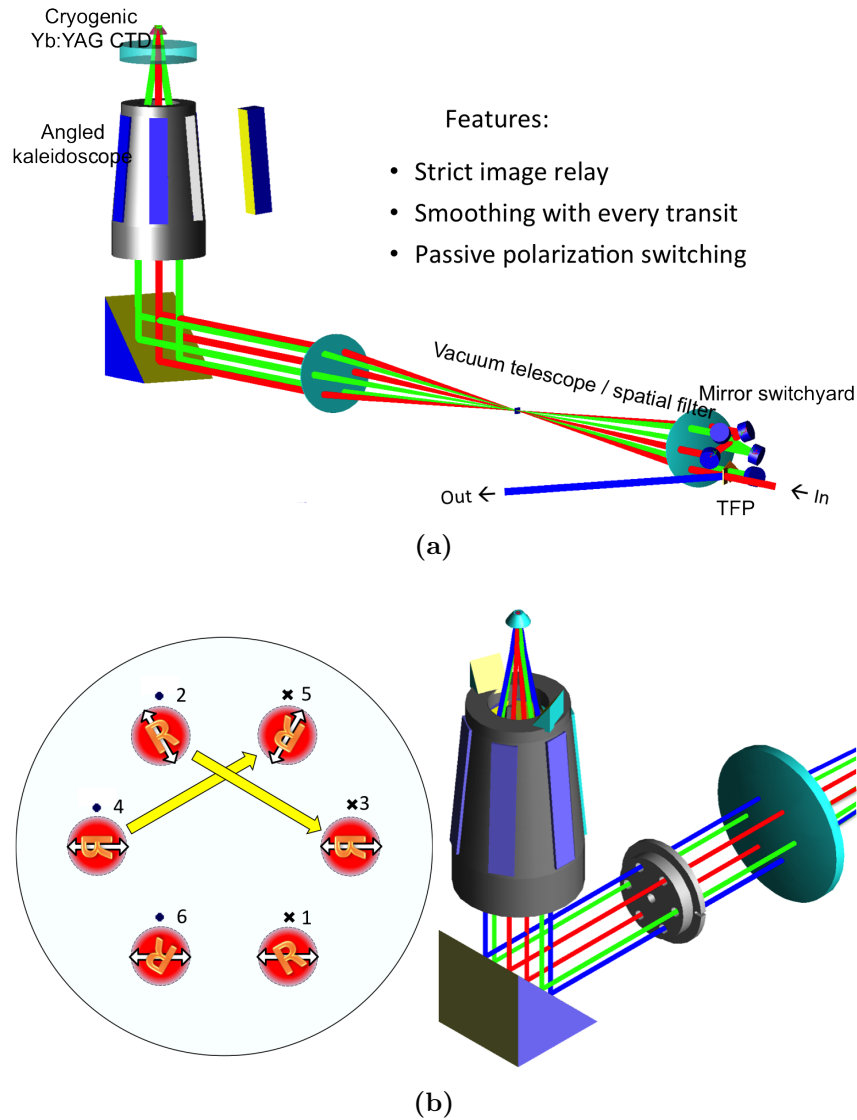 Cryogenic
Yb:YAG CTD
Angled
kaleidoscope
Features:
• Strict image relay
• Smoothing with every transit
• Passive polarization switching
Vacuum telescope / spatial filter
Mirror switchyard
Out ←
← In
TFP
(a)
● 2
✖ 5
● 4
✖3
● 6
✖ 1
R
R
R
R
R
R
(b)